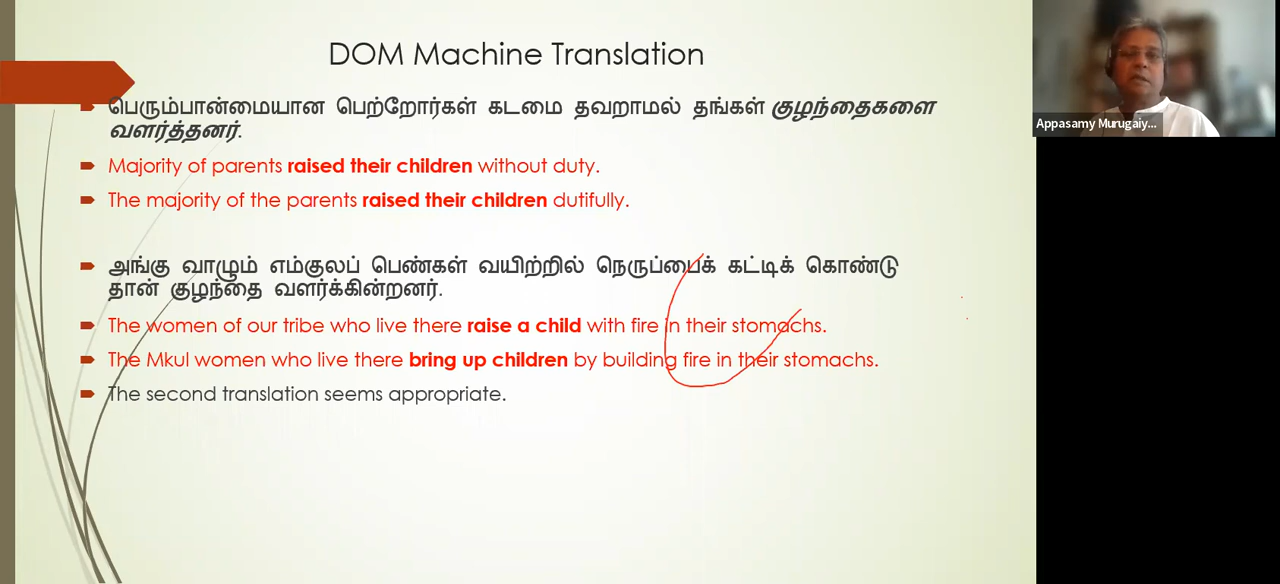 DOM Machine Translation
பெரும்பான்மையான பெற்றோர்கள் கடமை தவறாமல் தங்கள் குழந்தைகளை
வளர்த்தனர்.
Majority of parents raised their children without duty.
The majority of the parents raised their children dutifully.
அங்கு வாழும் எம்குலப் பெண்கள் வயிற்றில் நெருப்பைக் கட்டிக் கொண்டு
தான் குழந்தை வளர்க்கின்றனர்.
The women of our tribe who live there raise a child with fire in their stomachs.
The Mkul women who live there bring up children by building fire in their stomachs.
The second translation seems appropriate.
Appasamy Murugaiy...